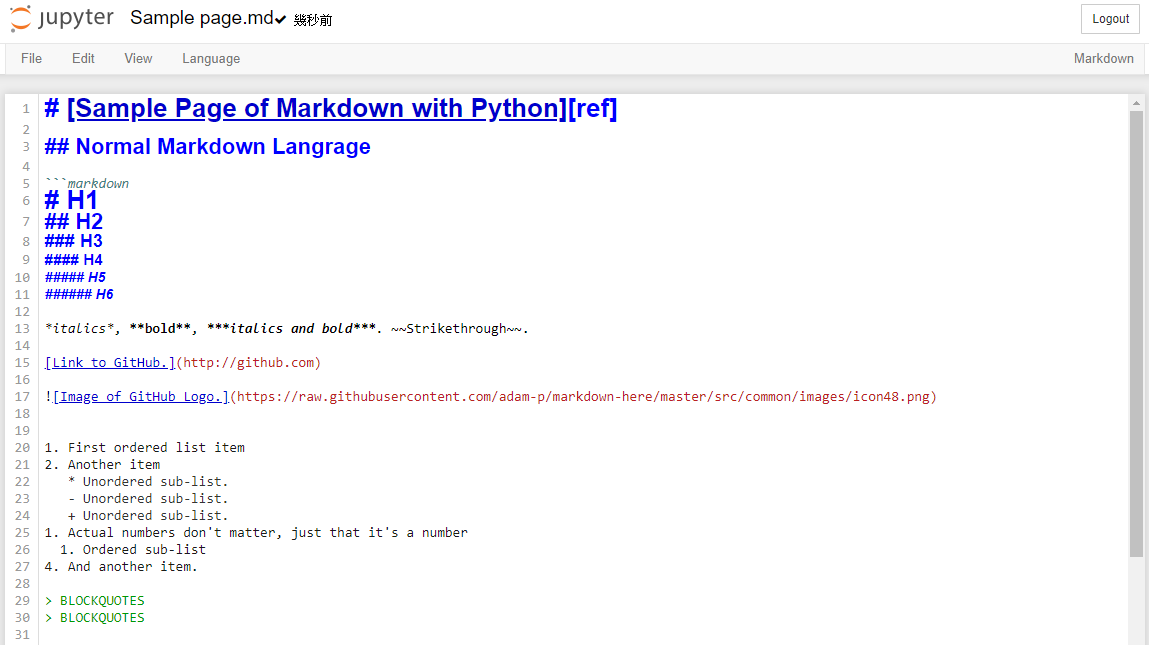 jupyter Sample page.md 幾秒前 Logout
File Edit View Language Markdown
1 # [Sample Page of Markdown with Python][ref]
2
3 ## Normal Markdown Langrage
4
5 ```markdown
6 # H1
7 ## H2
8 ### H3
9 #### H4
10 ##### H5
11 ###### H6
12
13 *italics*, **bold**, ***italics and bold***. ~~Strikethrough~~.
14
15 [Link to GitHub.](http://github.com)
16
17 ![Image of GitHub Logo.](https://raw.githubusercontent.com/adam-p/markdown-here/master/src/common/images/icon48.png)
18
19
20 1. First ordered list item
21 2. Another item
22    * Unordered sub-list.
23    - Unordered sub-list.
24    + Unordered sub-list.
25 1. Actual numbers don't matter, just that it's a number
26   1. Ordered sub-list
27 4. And another item.
28
29 > BLOCKQUOTES
30 > BLOCKQUOTES
31